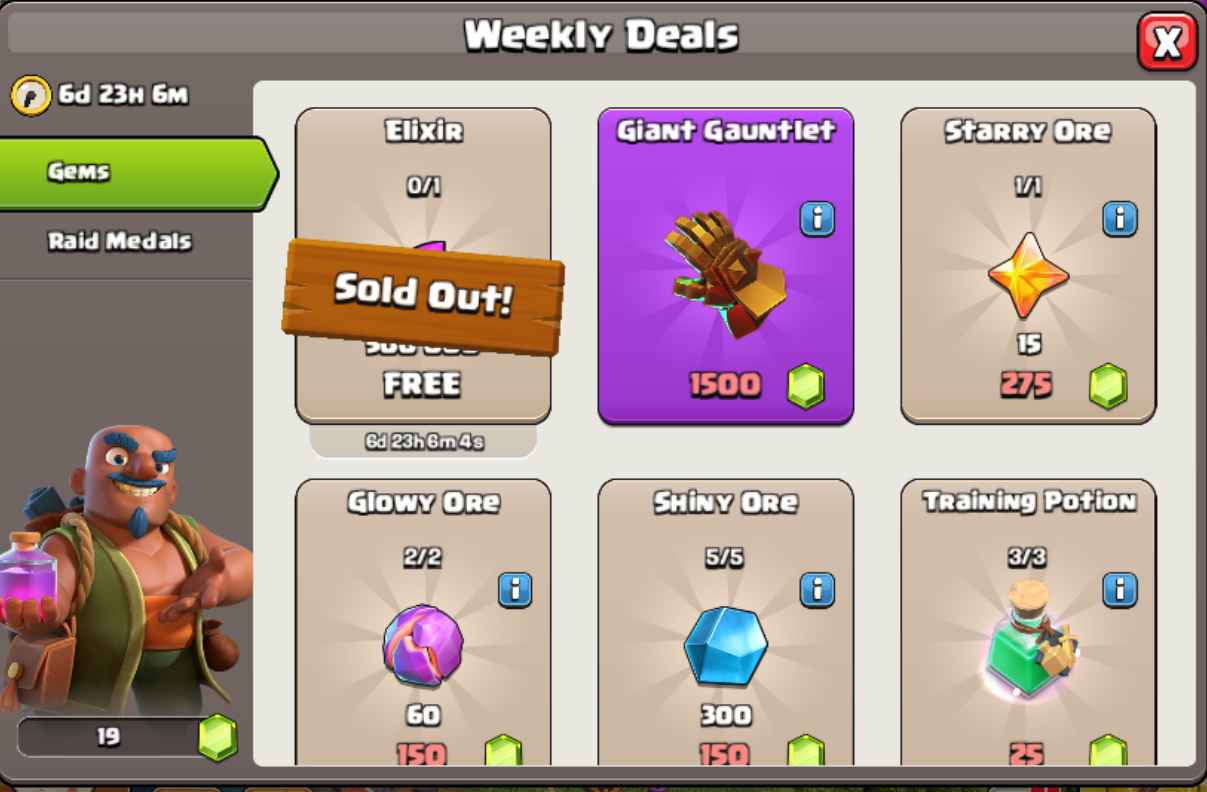 Weekly Deals
X
6d 23H 6M
Gems
Raid Medals
19
Elixir
0/1
Sold Out!
FREE
6d 23h 6m 4s
Giant Gauntlet
i
1500
Starry Ore
1/1
i
15
275
Glowy Ore
2/2
i
60
150
Shiny Ore
5/5
i
300
150
Training Potion
3/3
i
25